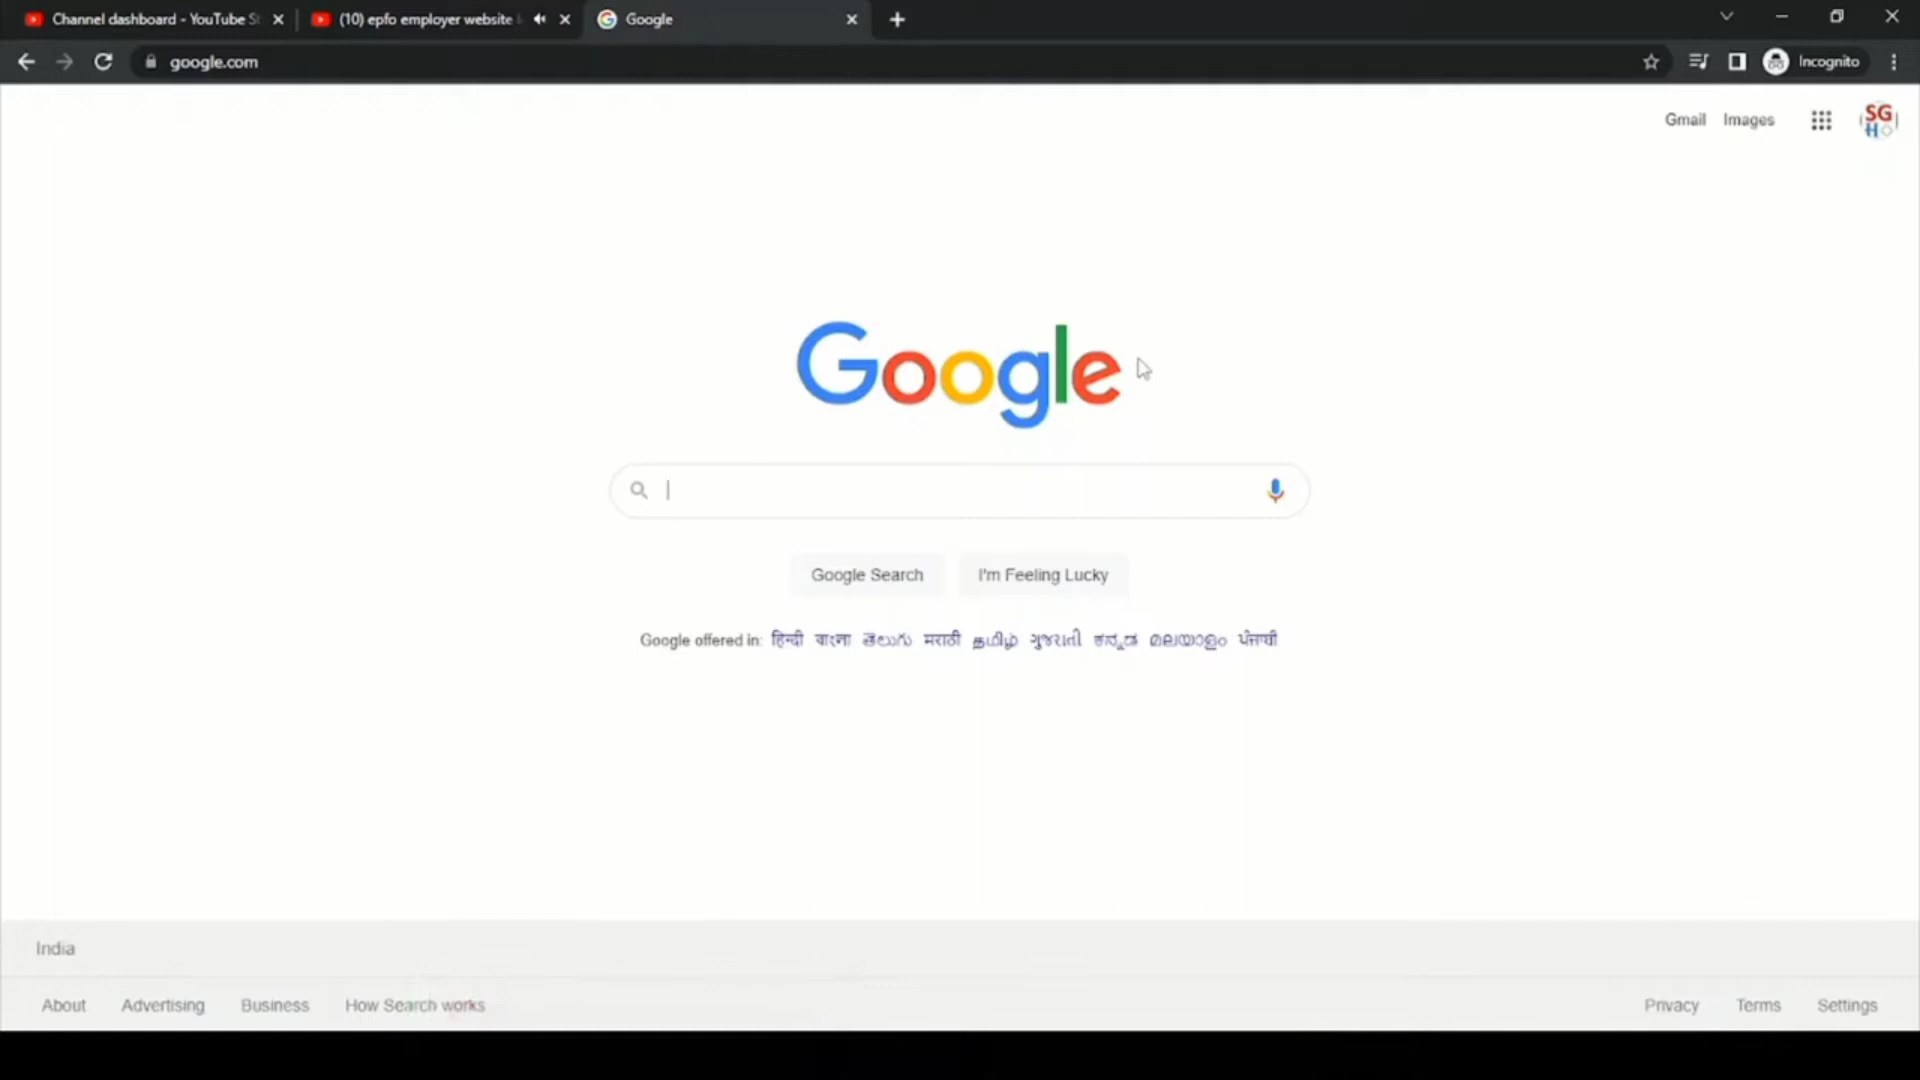 Channel dashboard - YouTube S
(10) epfo employer website
Google
google.com
Incognito
Gmail Images
SG
H
Google
Google Search I'm Feeling Lucky
Google offered in: हिन्दी বাংলা తెలుగు मराठी தமிழ் ગુજરાતી ಕನ್ನಡ മലയാളം ਪੰਜਾਬੀ
India
About Advertising Business How Search works
Privacy Terms Settings